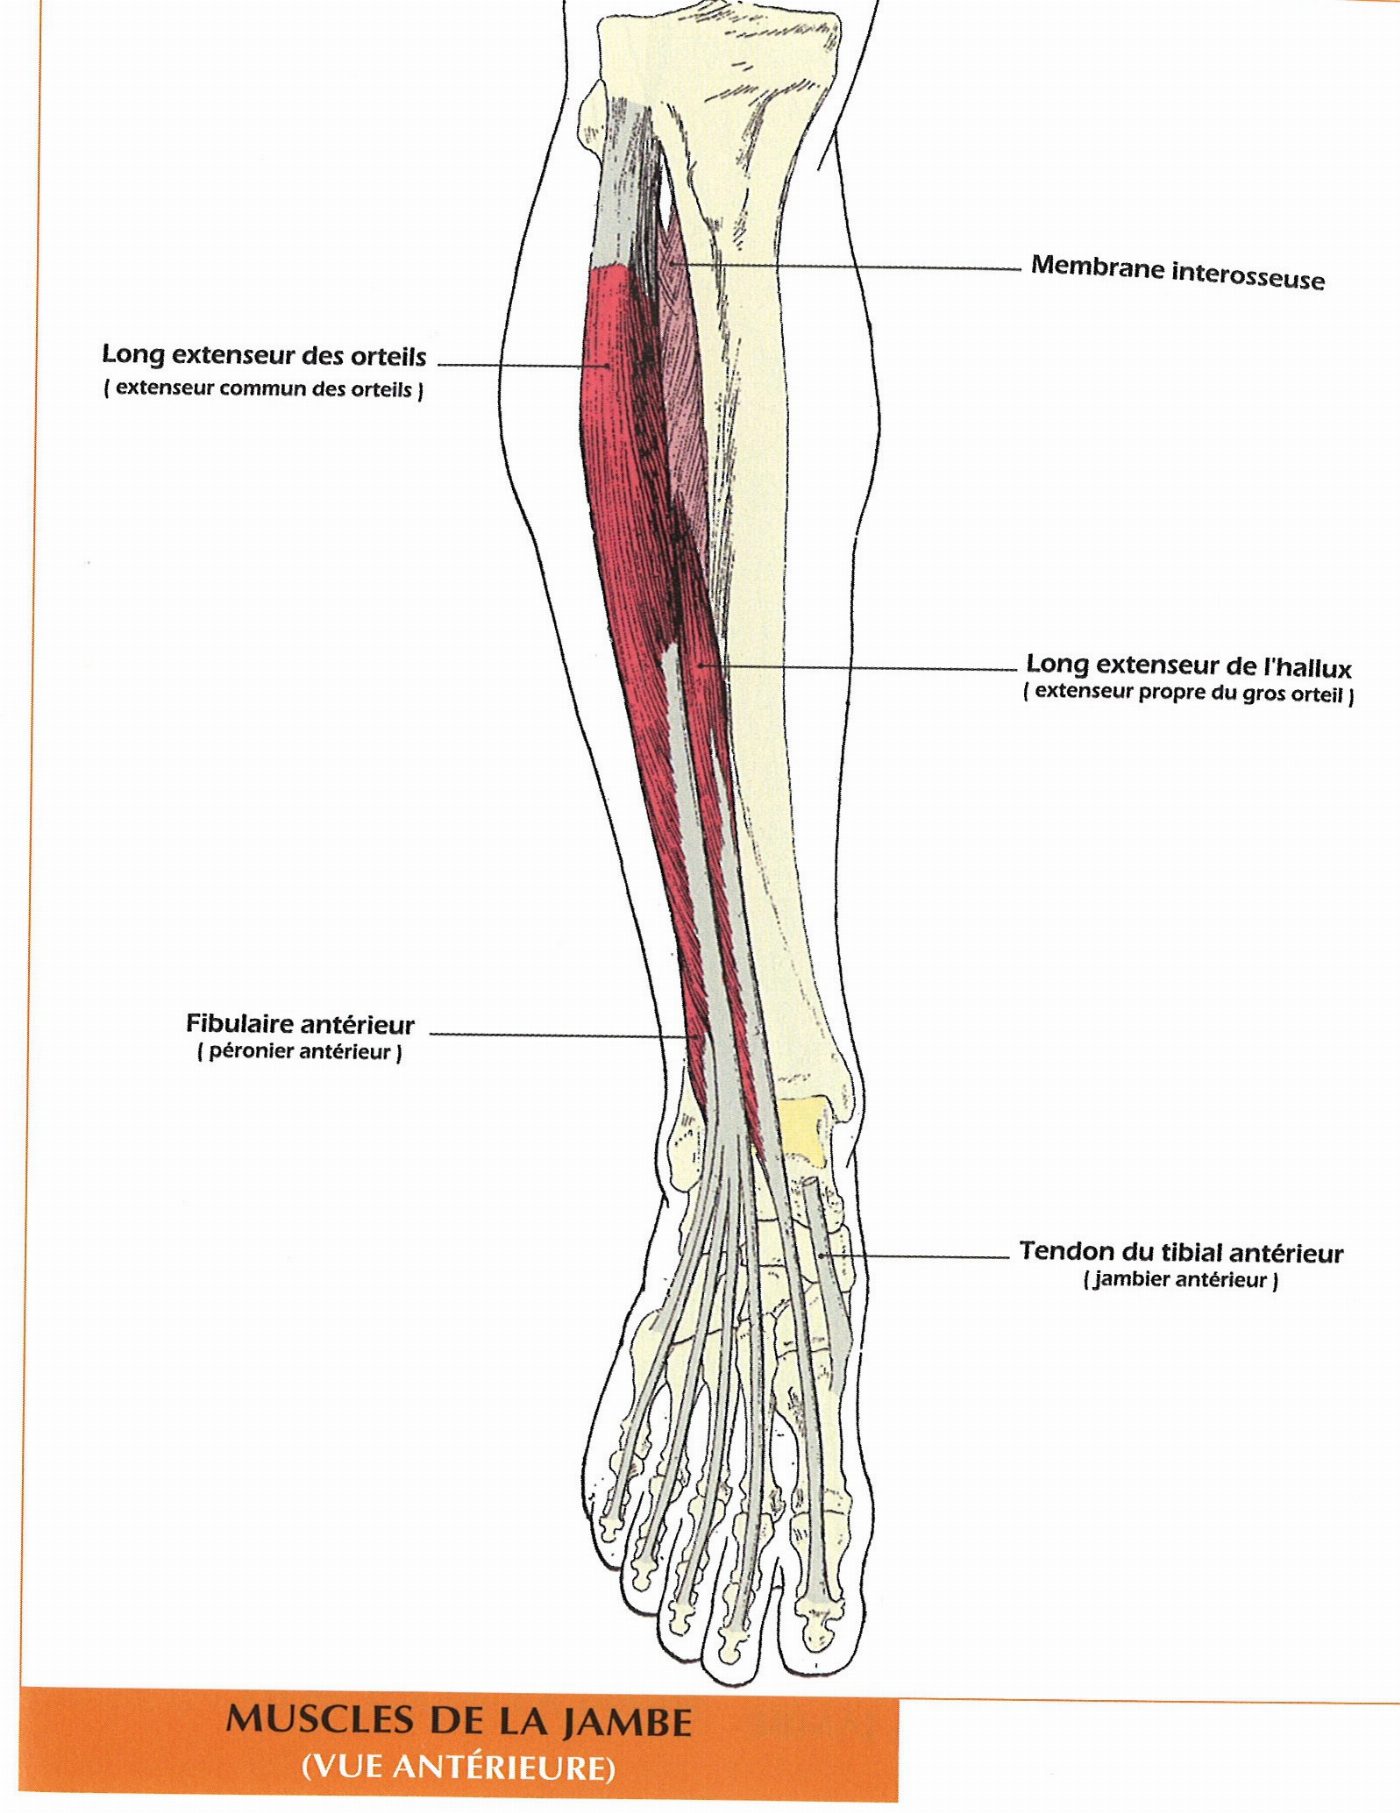 Membrane interosseuse
Long extenseur des orteils
( extenseur commun des orteils )
Long extenseur de l'hallux
( extenseur propre du gros orteil )
Fibulaire antérieur
( péronier antérieur )
Tendon du tibial antérieur
( jambier antérieur )
MUSCLES DE LA JAMBE
(VUE ANTÉRIEURE)